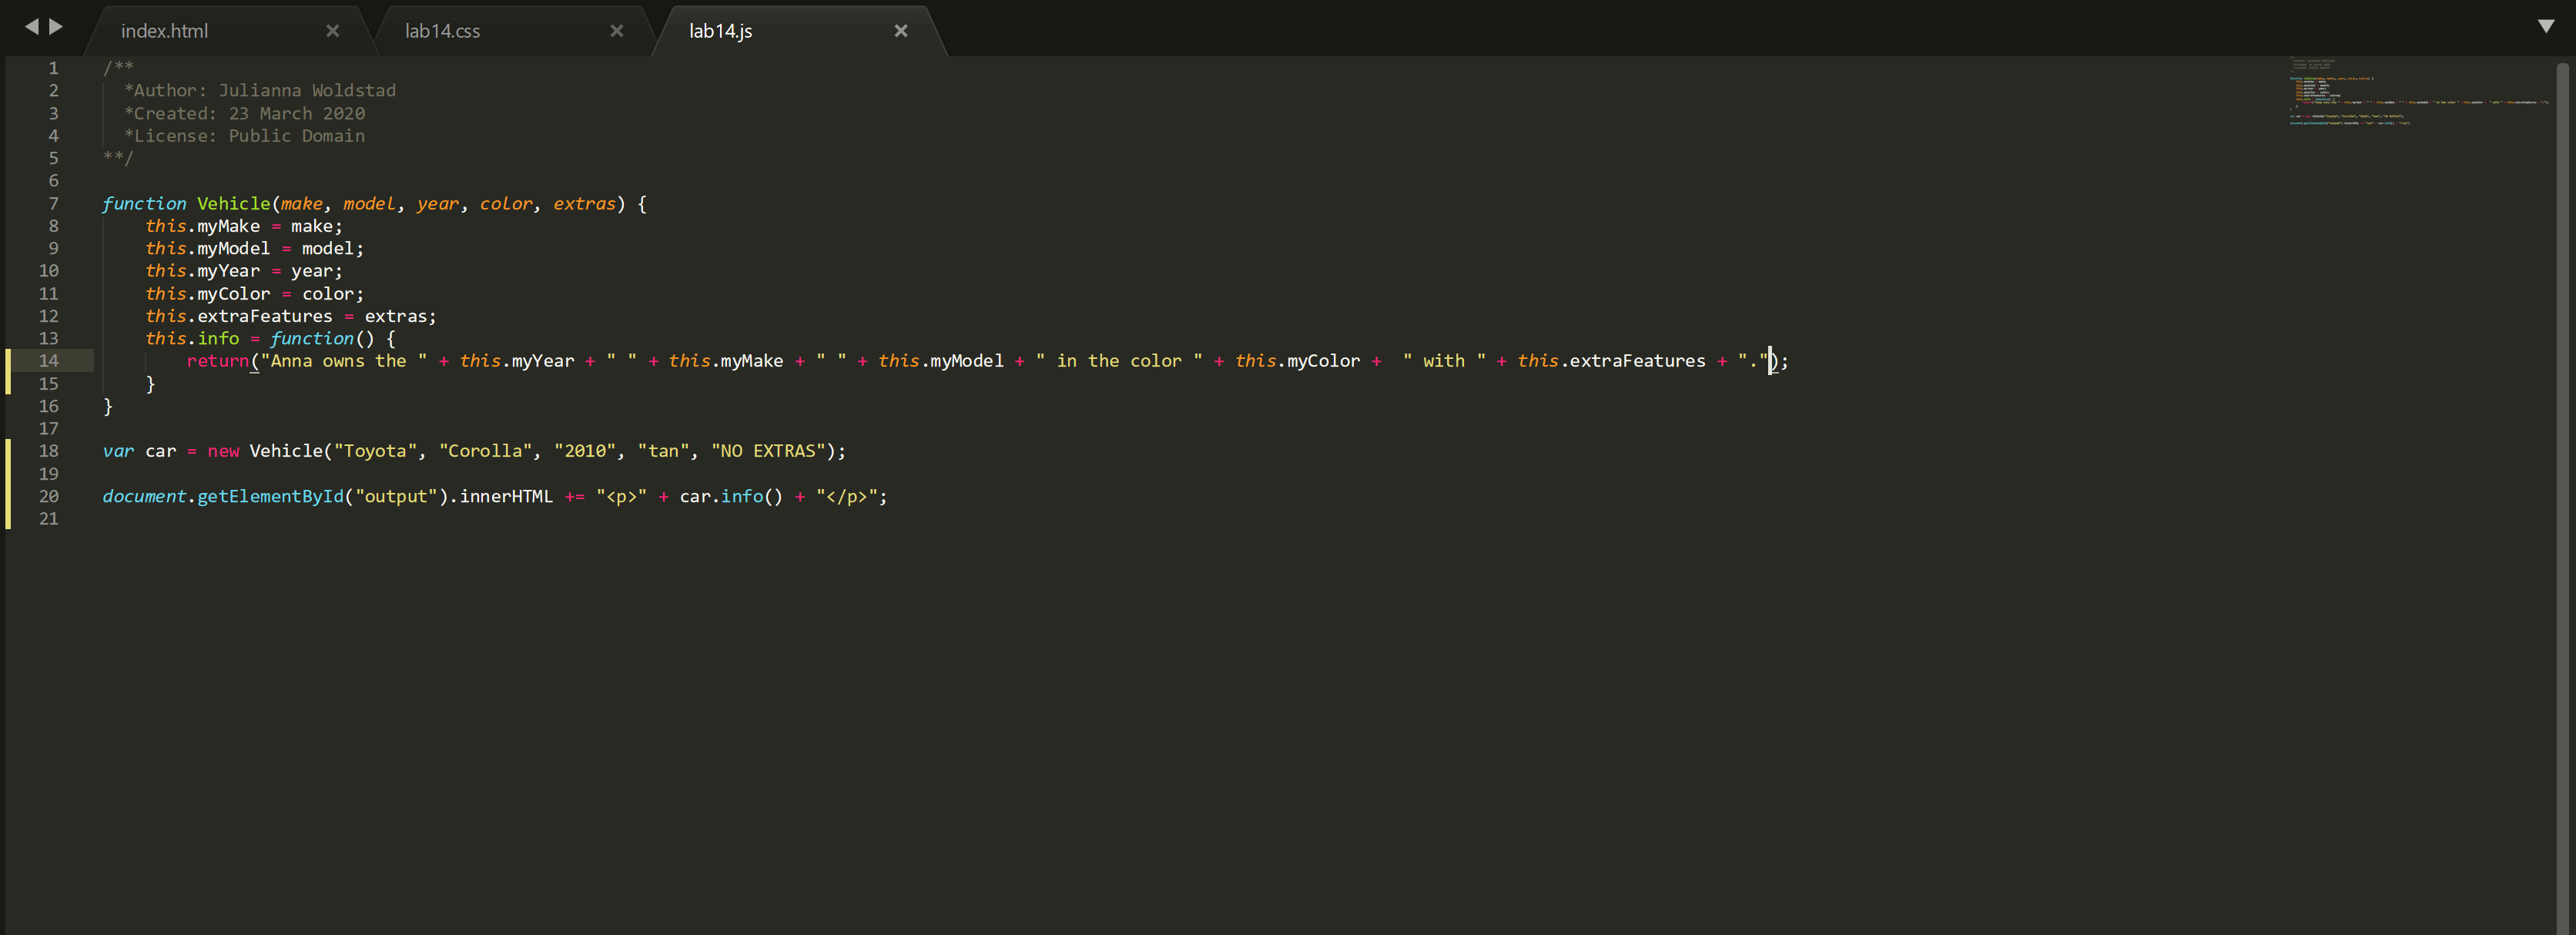 index.html × lab14.css × lab14.js ×
1 /**
2 *Author: Julianna Woldstad
3 *Created: 23 March 2020
4 *License: Public Domain
5 **/
6
7 function Vehicle(make, model, year, color, extras) {
8 this.myMake = make;
9 this.myModel = model;
10 this.myYear = year;
11 this.myColor = color;
12 this.extraFeatures = extras;
13 this.info = function() {
14 return("Anna owns the " + this.myYear + " " + this.myMake + " " + this.myModel + " in the color " + this.myColor +  " with " + this.extraFeatures + ".");
15 }
16 }
17
18 var car = new Vehicle("Toyota", "Corolla", "2010", "tan", "NO EXTRAS");
19
20 document.getElementById("output").innerHTML += "<p>" + car.info() + "</p>";
21